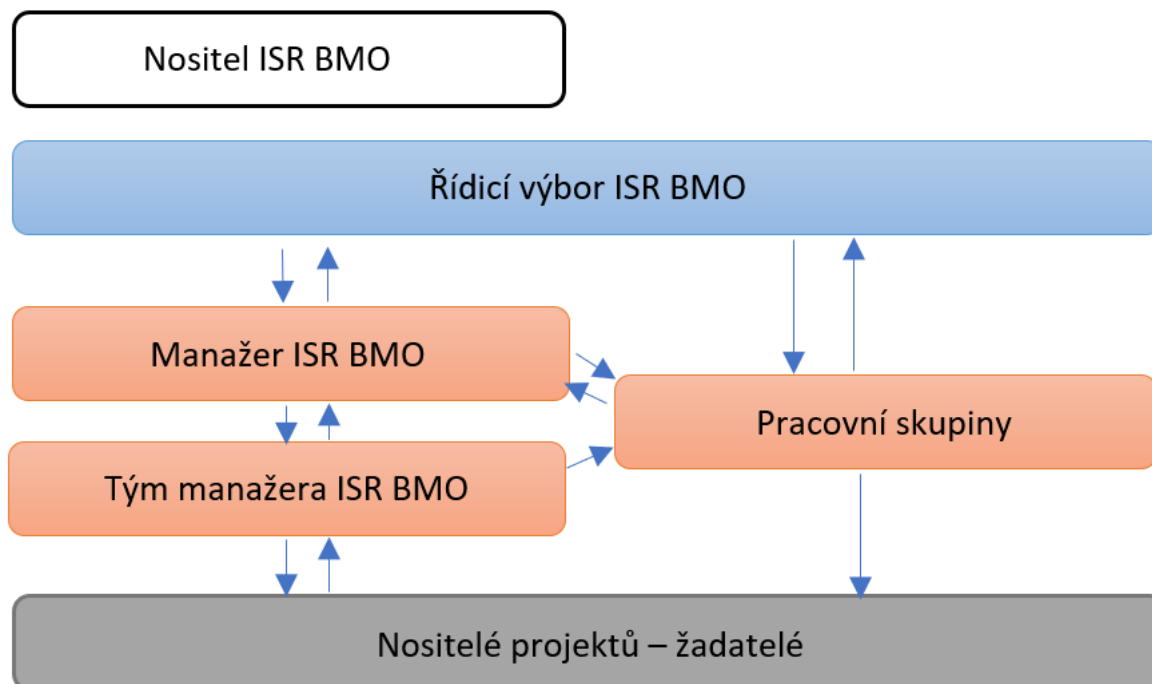 Nositel ISR BMO
Řídicí výbor ISR BMO
Manažer ISR BMO
Pracovní skupiny
Tým manažera ISR BMO
Nositelé projektů – žadatelé